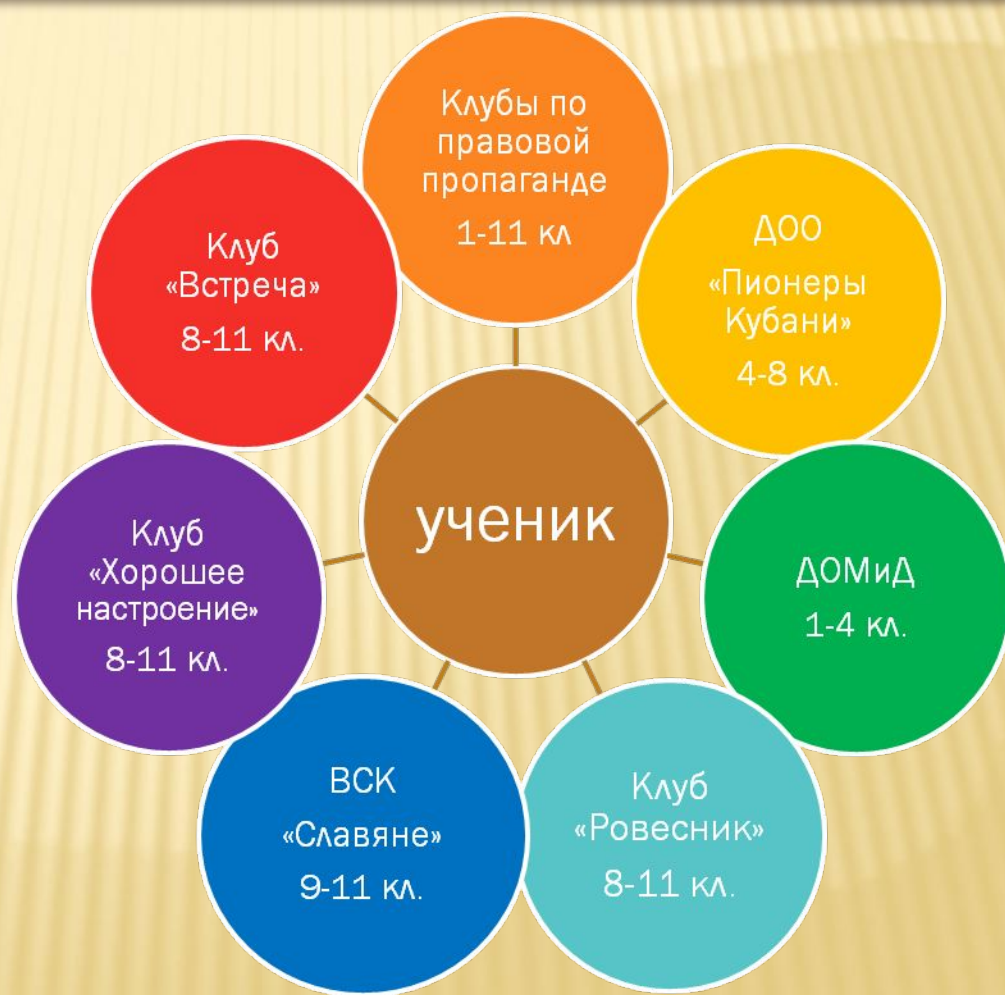 Клубы по
правовой
пропаганде
1-11 кл
ДОО
«Пионеры
Кубани»
4-8 кл.
ДОМиД
1-4 кл.
Клуб
«Ровесник»
8-11 кл.
ВСК
«Славяне»
9-11 кл.
Клуб
«Хорошее
настроение»
8-11 кл.
Клуб
«Встреча»
8-11 кл.
ученик